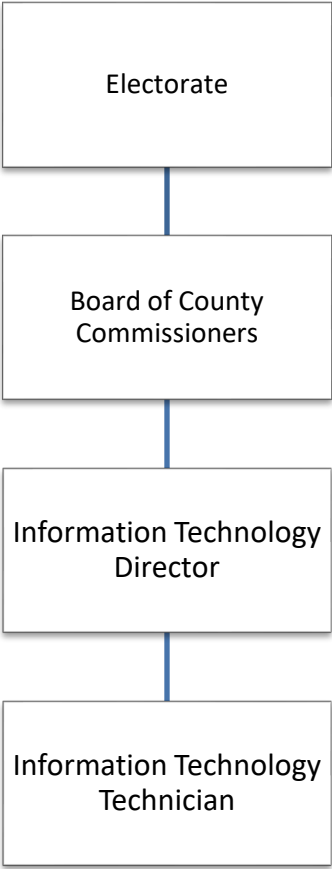 Electorate
Board of County
Commissioners
Information Technology
Director
Information Technology
Technician